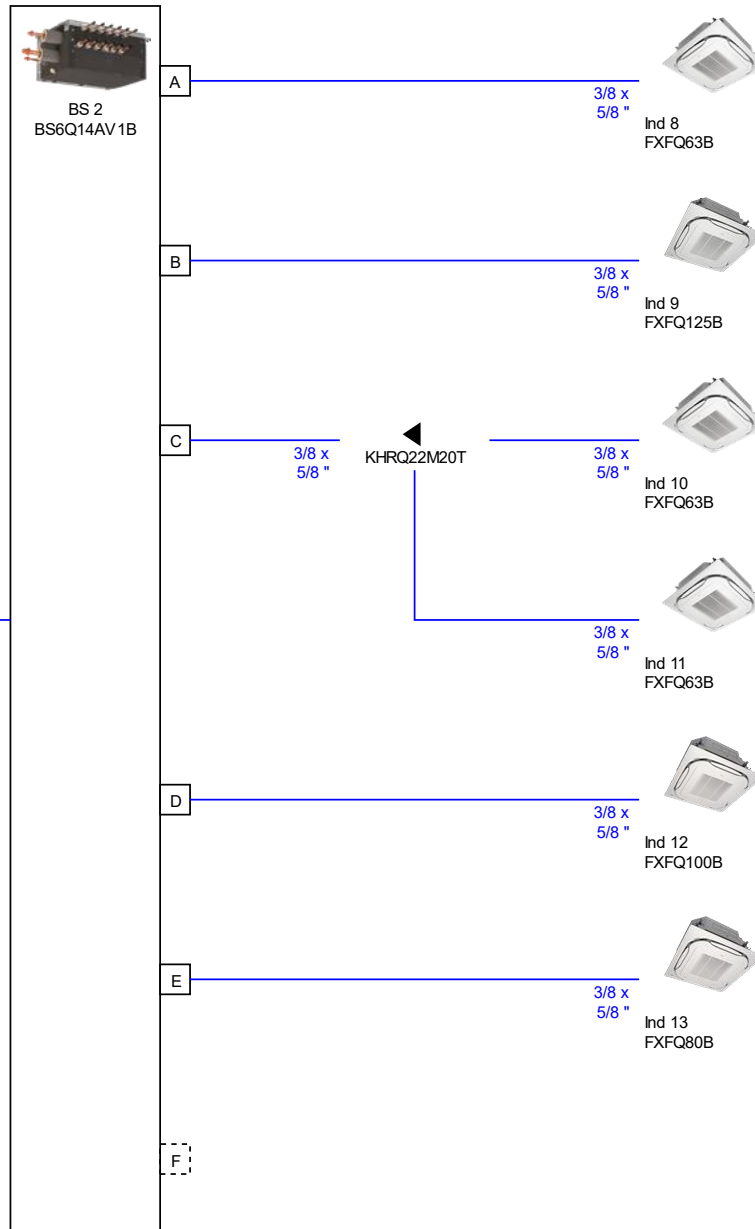 BS 2
BS6Q14AV1B
A
3/8 x
5/8 "
Ind 8
FXFQ63B
B
3/8 x
5/8 "
Ind 9
FXFQ125B
C
3/8 x
5/8 "
KHRQ22M20T
3/8 x
5/8 "
Ind 10
FXFQ63B
3/8 x
5/8 "
Ind 11
FXFQ63B
D
3/8 x
5/8 "
Ind 12
FXFQ100B
E
3/8 x
5/8 "
Ind 13
FXFQ80B
F